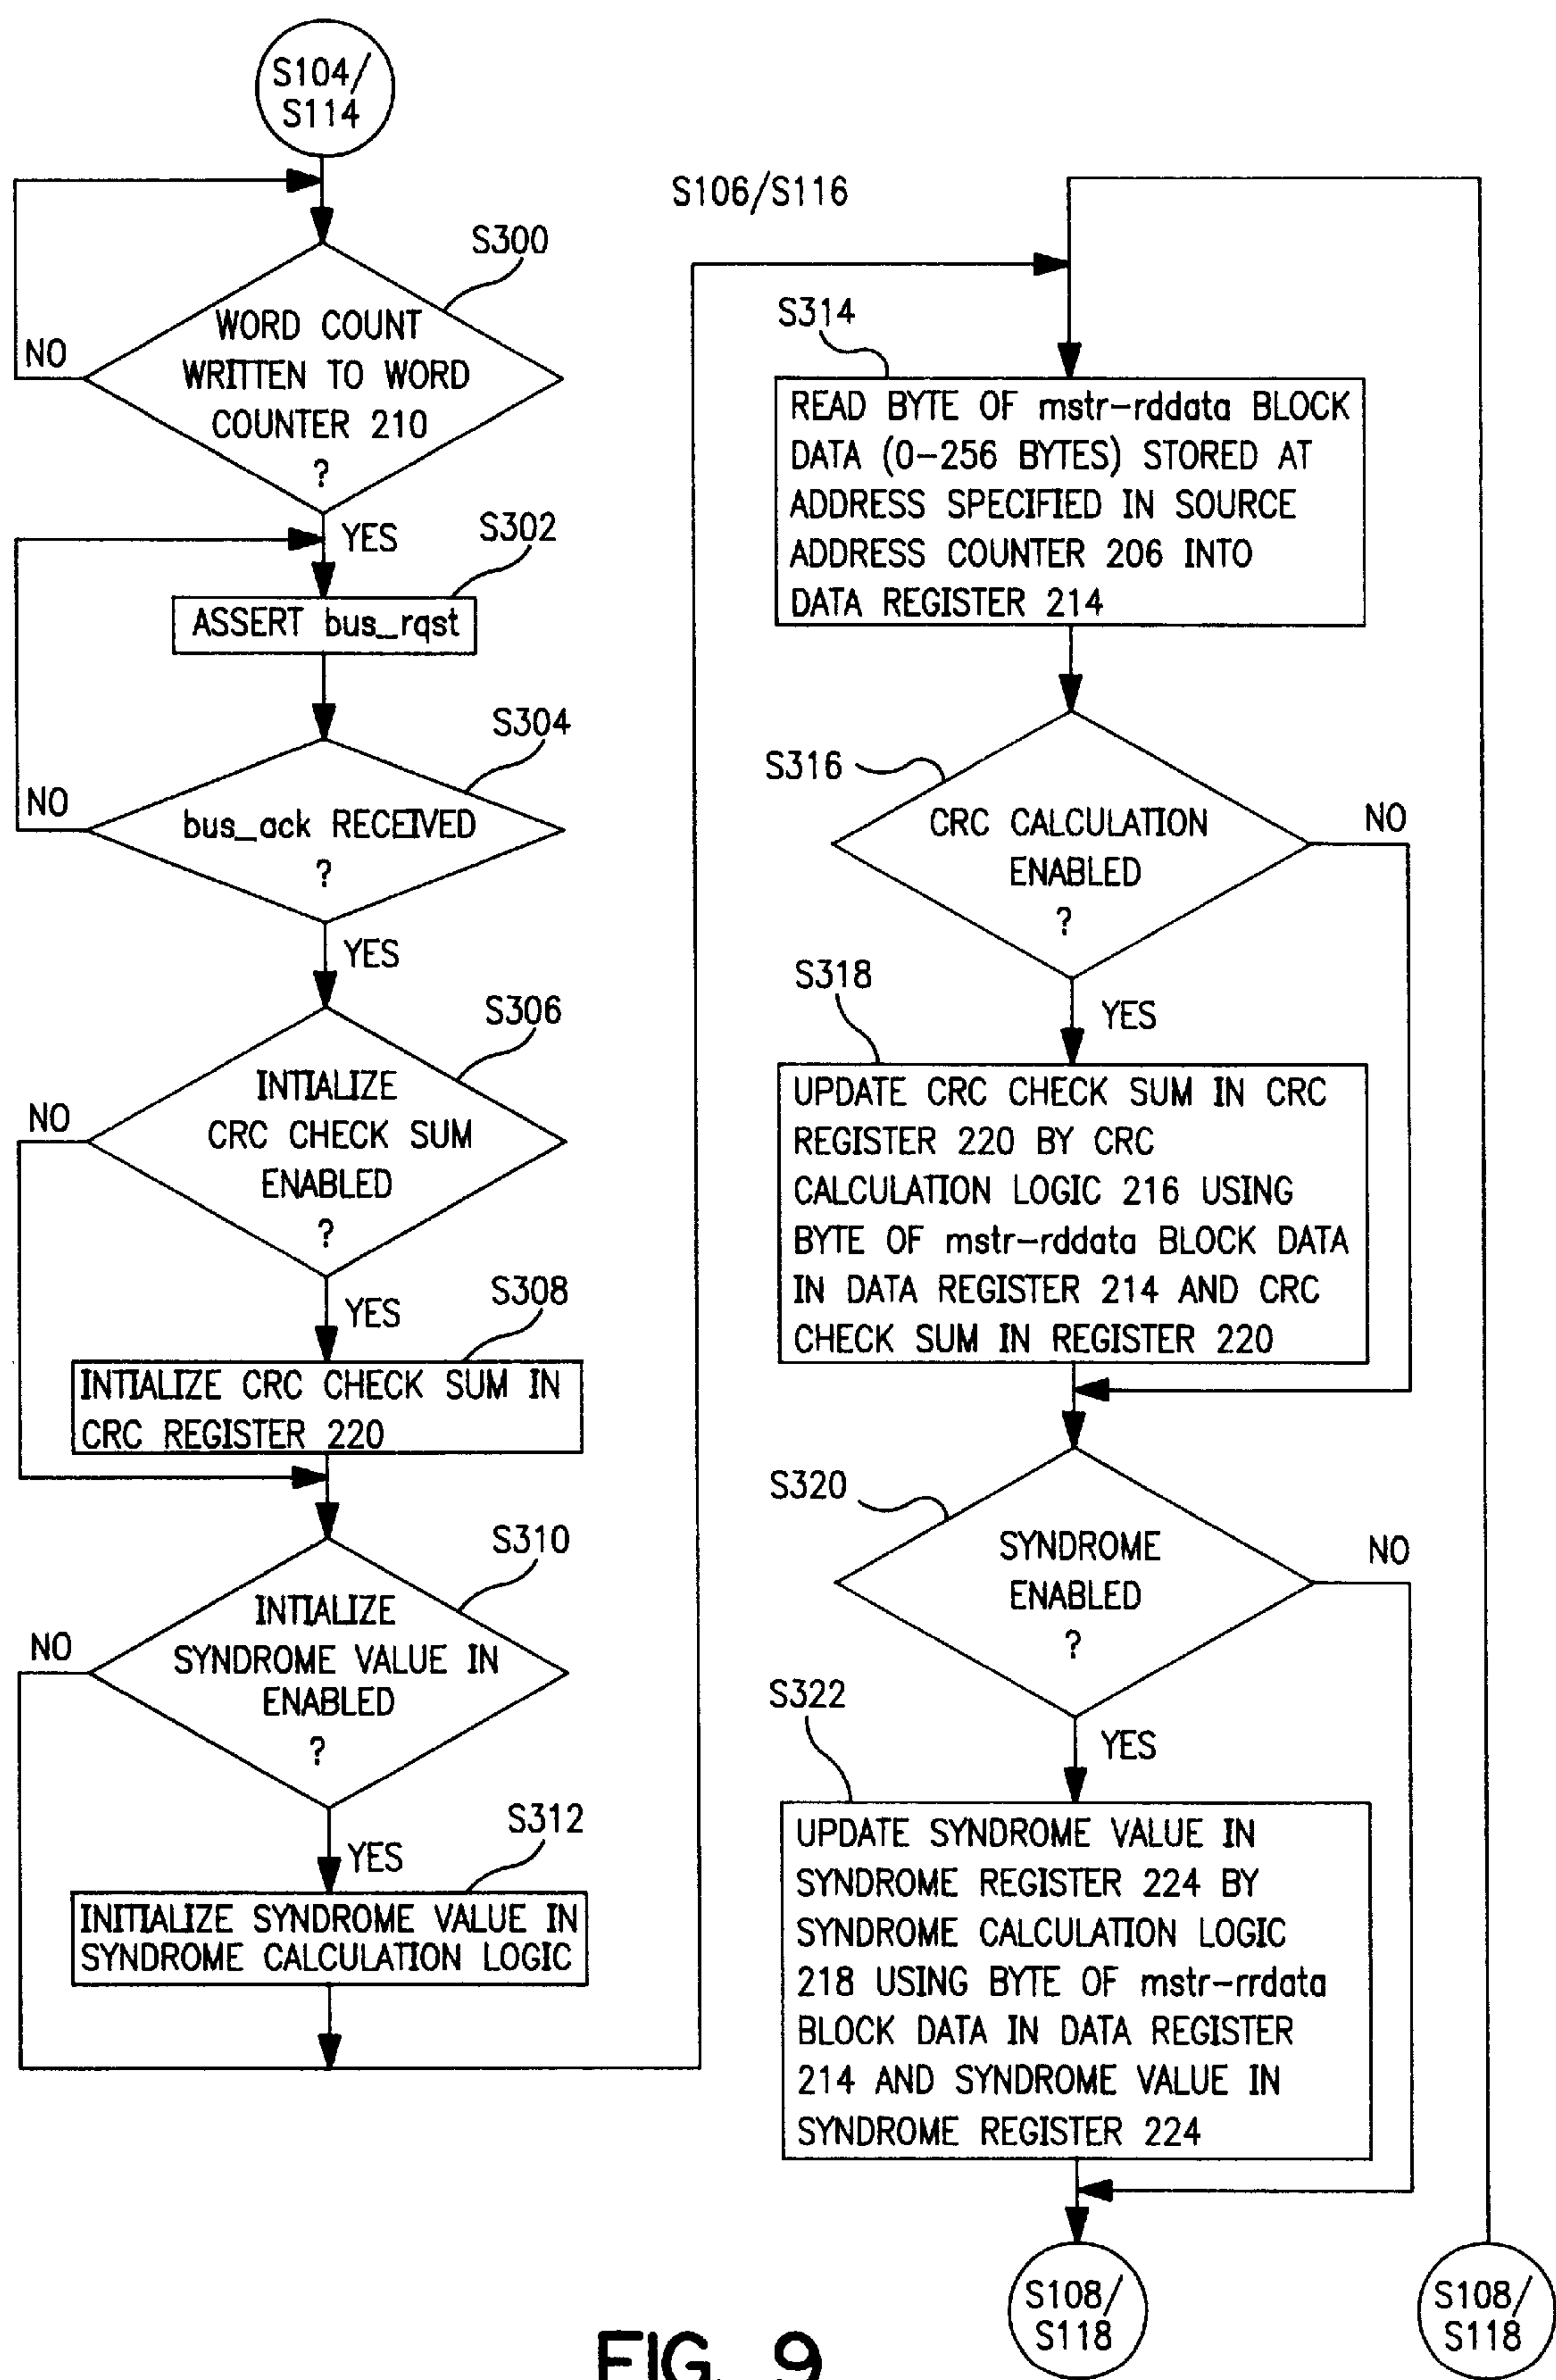 S104/
S114
S300
WORD COUNT
WRITTEN TO WORD
COUNTER 210
?
NO
YES
S302
ASSERT bus_rqst
S304
bus_ack RECEIVED
?
NO
YES
S306
INTIALIZE
CRC CHECK SUM
ENABLED
?
NO
YES
S308
INTIALIZE CRC CHECK SUM IN
CRC REGISTER 220
S310
INTIALIZE
SYNDROME VALUE IN
ENABLED
?
NO
YES
S312
INITIALIZE SYNDROME VALUE IN
SYNDROME CALCULATION LOGIC
S106/S116
S314
READ BYTE OF mstr-rddata BLOCK
DATA (0-256 BYTES) STORED AT
ADDRESS SPECIFIED IN SOURCE
ADDRESS COUNTER 206 INTO
DATA REGISTER 214
S316
CRC CALCULATION
ENABLED
?
NO
YES
S318
UPDATE CRC CHECK SUM IN CRC
REGISTER 220 BY CRC
CALCULATION LOGIC 216 USING
BYTE OF mstr-rddata BLOCK DATA
IN DATA REGISTER 214 AND CRC
CHECK SUM IN REGISTER 220
S320
SYNDROME
ENABLED
?
NO
YES
S322
UPDATE SYNDROME VALUE IN
SYNDROME REGISTER 224 BY
SYNDROME CALCULATION LOGIC
218 USING BYTE OF mstr-rrdata
BLOCK DATA IN DATA REGISTER
214 AND SYNDROME VALUE IN
SYNDROME REGISTER 224
S108/
S118
S108/
S118
FIG. 9